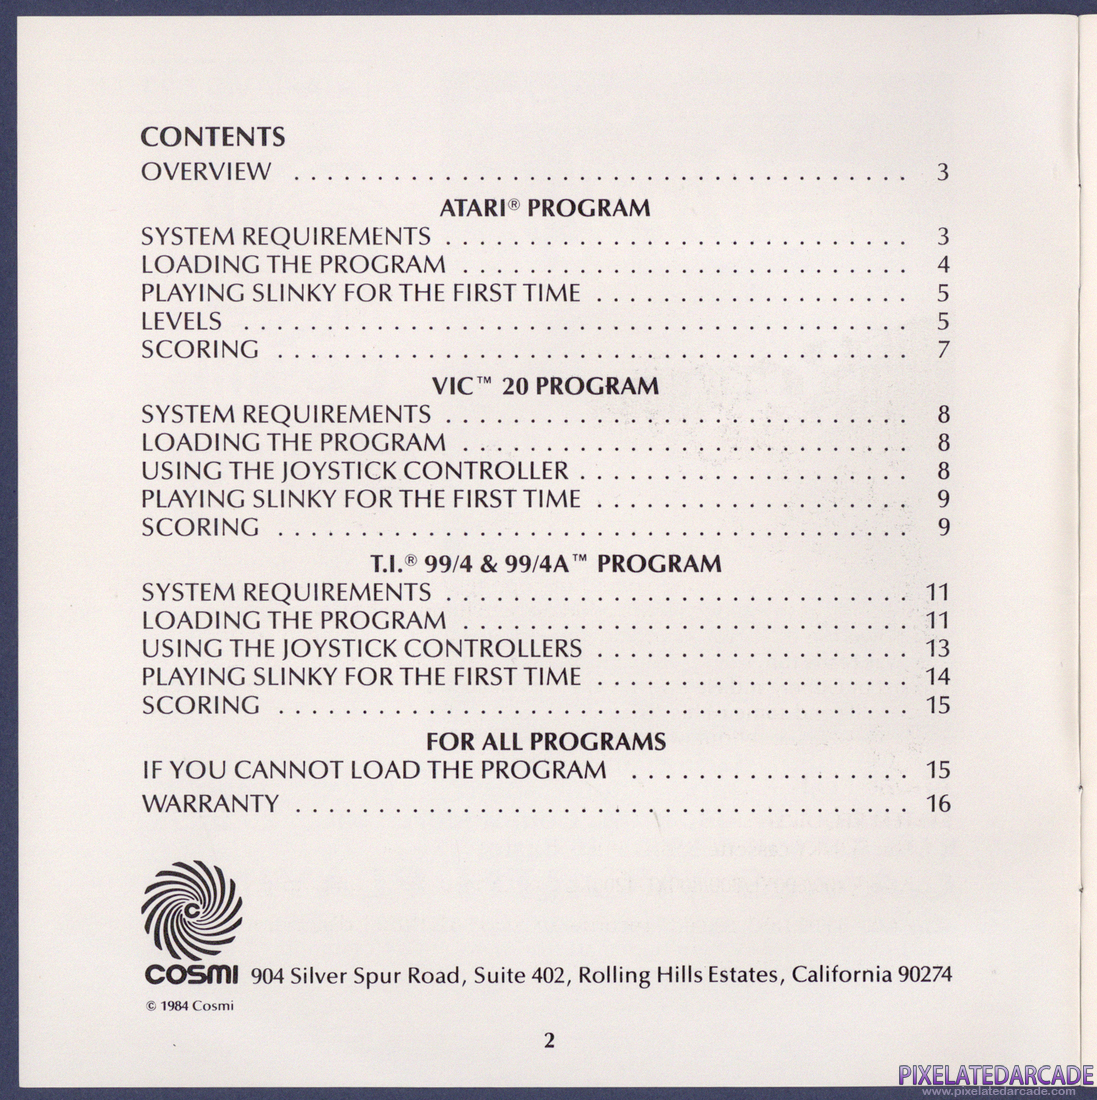 CONTENTS
OVERVIEW . . . . . . . . . . . . . . . . . . . . . . . . . . . . . . . . . . . . . . 3
ATARI® PROGRAM
SYSTEM REQUIREMENTS . . . . . . . . . . . . . . . . . . . . . . . . . . . . 3
LOADING THE PROGRAM . . . . . . . . . . . . . . . . . . . . . . . . . . . 4
PLAYING SLINKY FOR THE FIRST TIME . . . . . . . . . . . . . . . . . . . 5
LEVELS . . . . . . . . . . . . . . . . . . . . . . . . . . . . . . . . . . . . . . . . 5
SCORING . . . . . . . . . . . . . . . . . . . . . . . . . . . . . . . . . . . . . . 7
VIC™ 20 PROGRAM
SYSTEM REQUIREMENTS . . . . . . . . . . . . . . . . . . . . . . . . . . . . 8
LOADING THE PROGRAM . . . . . . . . . . . . . . . . . . . . . . . . . . . 8
USING THE JOYSTICK CONTROLLER . . . . . . . . . . . . . . . . . . . . 8
PLAYING SLINKY FOR THE FIRST TIME . . . . . . . . . . . . . . . . . . . 9
SCORING . . . . . . . . . . . . . . . . . . . . . . . . . . . . . . . . . . . . . . 9
T.I.® 99/4 & 99/4A™ PROGRAM
SYSTEM REQUIREMENTS . . . . . . . . . . . . . . . . . . . . . . . . . . . . 11
LOADING THE PROGRAM . . . . . . . . . . . . . . . . . . . . . . . . . . . 11
USING THE JOYSTICK CONTROLLERS . . . . . . . . . . . . . . . . . . . 13
PLAYING SLINKY FOR THE FIRST TIME . . . . . . . . . . . . . . . . . . . 14
SCORING . . . . . . . . . . . . . . . . . . . . . . . . . . . . . . . . . . . . . . 15
FOR ALL PROGRAMS
IF YOU CANNOT LOAD THE PROGRAM . . . . . . . . . . . . . . . . . 15
WARRANTY . . . . . . . . . . . . . . . . . . . . . . . . . . . . . . . . . . . . . 16
COSMI 904 Silver Spur Road, Suite 402, Rolling Hills Estates, California 90274
© 1984 Cosmi
2
PIXELATEDARCADE
www.pixelatedarcade.com